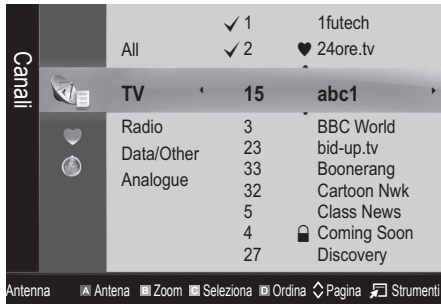 Canali
✓ 1 1futech
All ✓ 2 ♥ 24ore.tv
TV 15 abc1
Radio 3 BBC World
Data/Other 23 bid-up.tv
Analogue 33 Boonerang
32 Cartoon Nwk
5 Class News
4 Coming Soon
27 Discovery
Antenna A Antena B Zoom C Seleziona D Ordina Pagina Strumenti